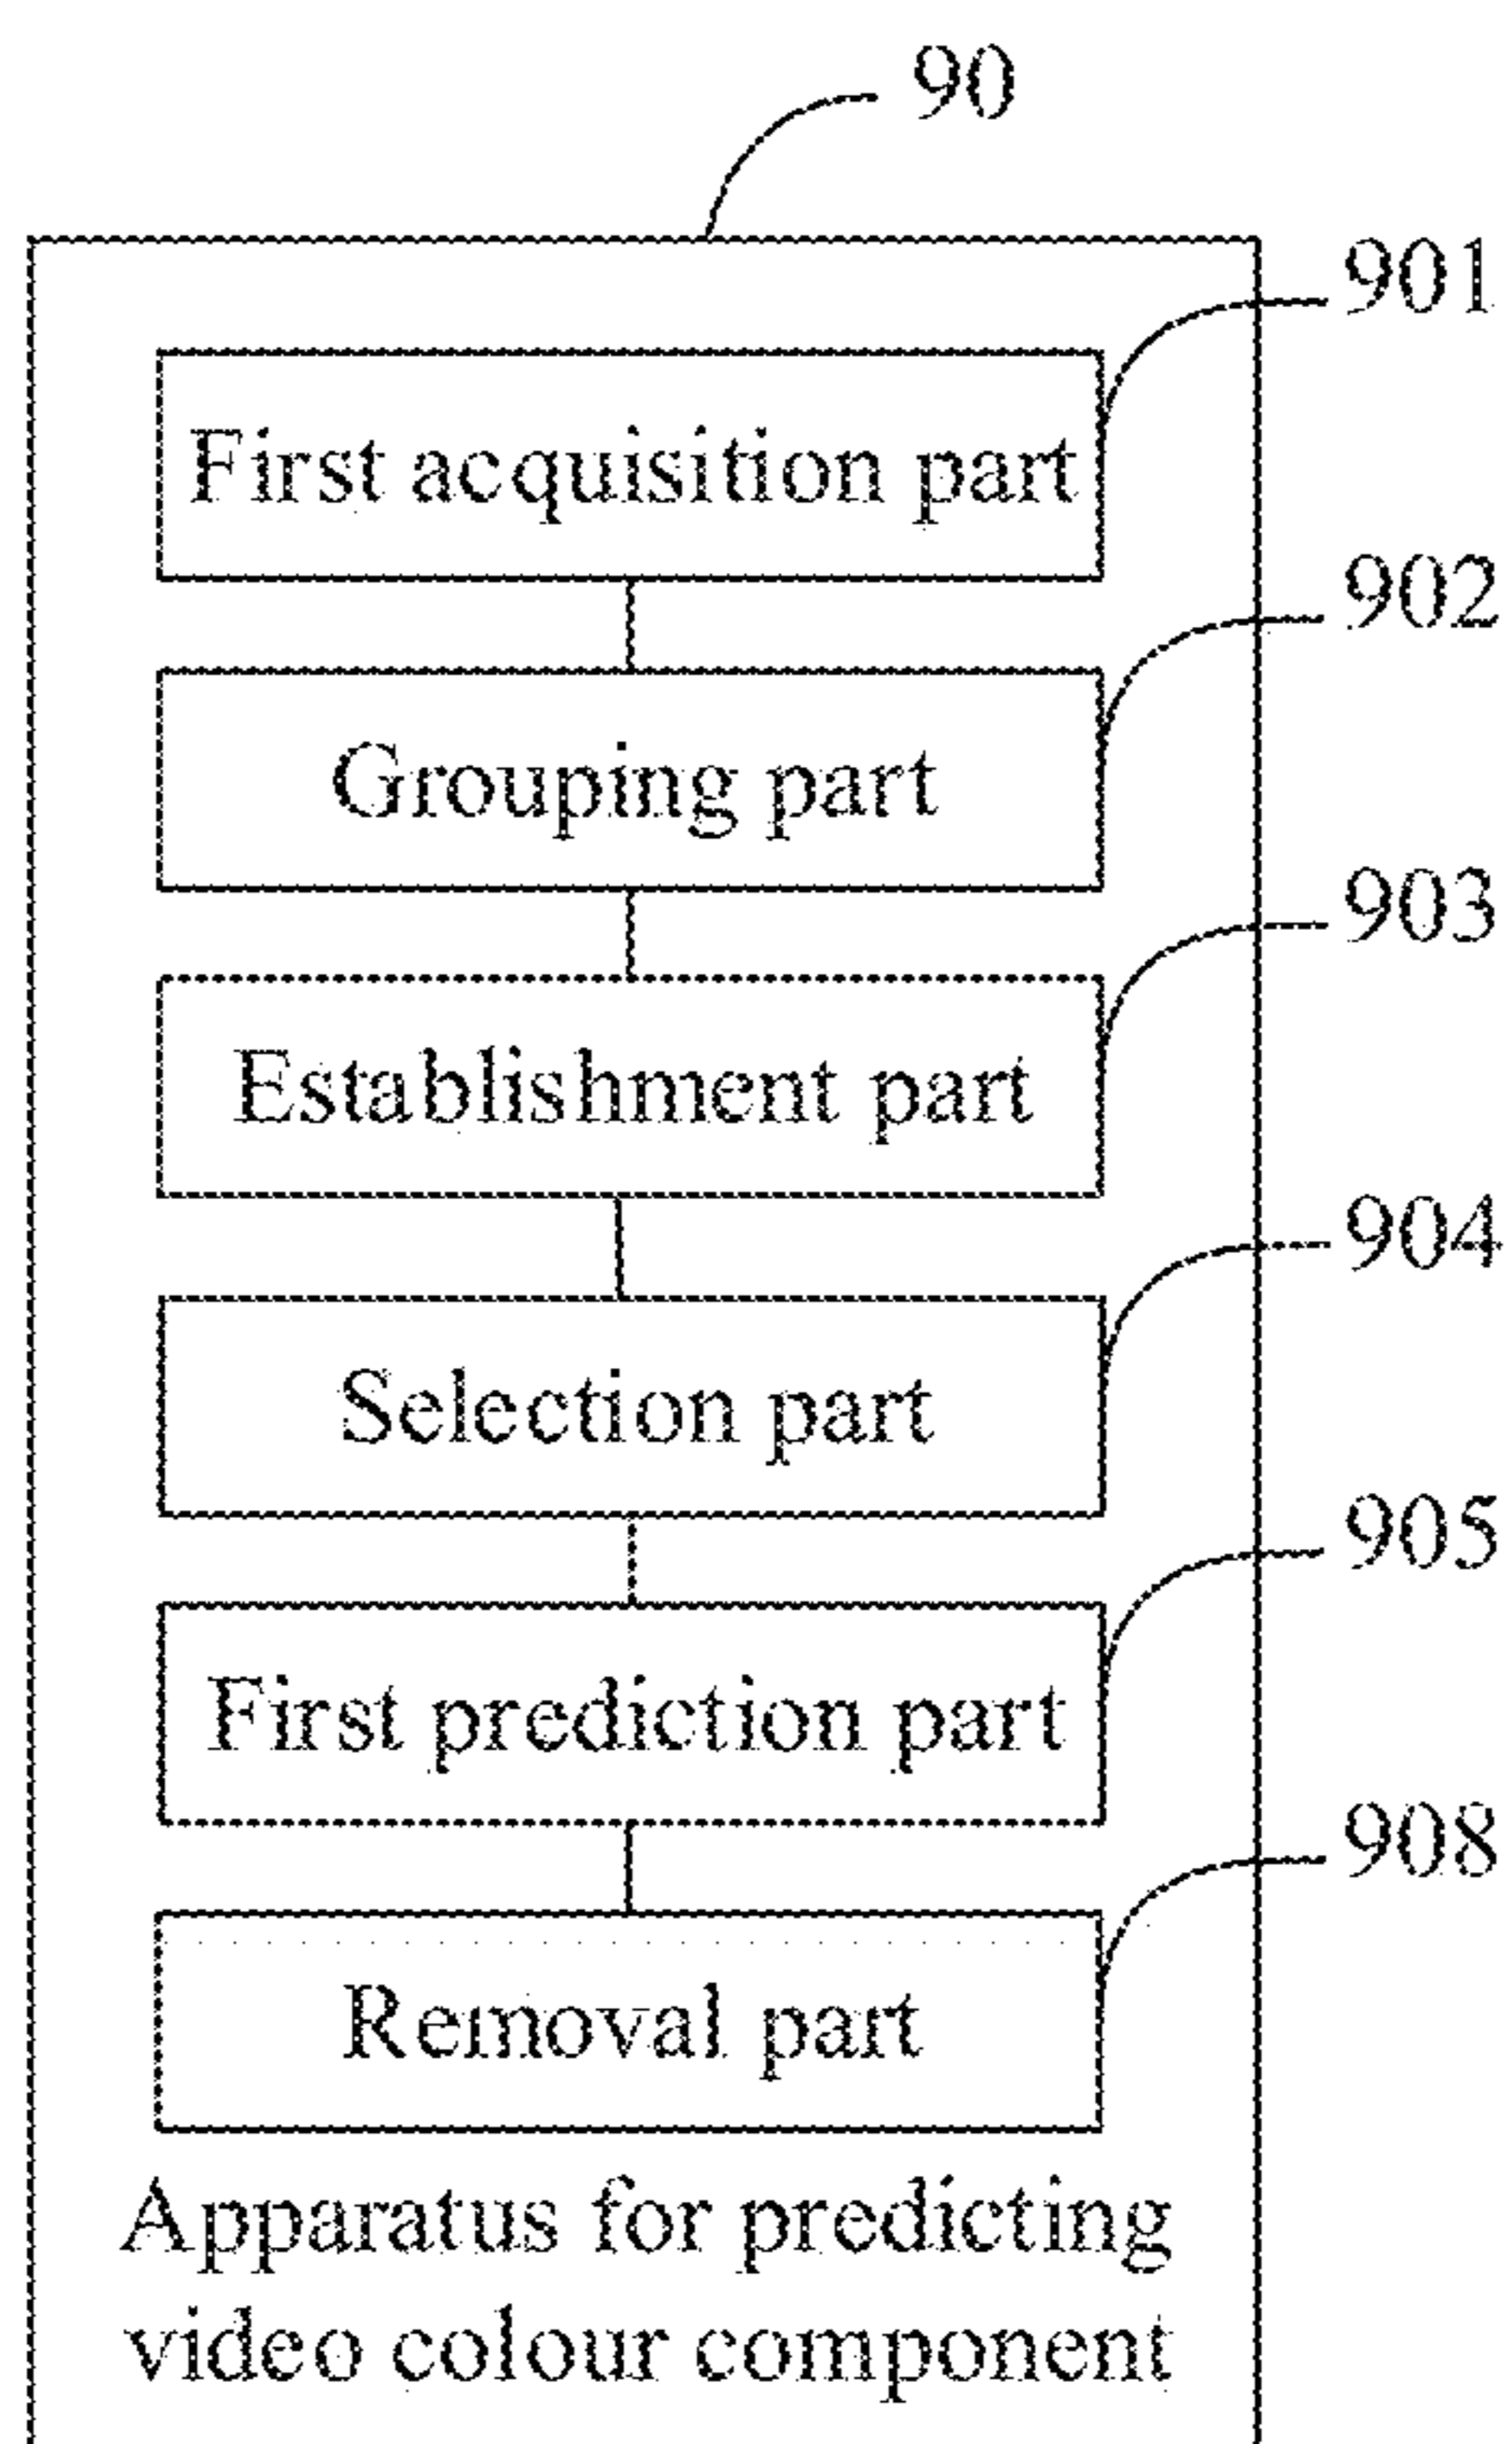 90
901
First acquisition part
902
Grouping part
903
Establishment part
904
Selection part
905
First prediction part
908
Removal part
Apparatus for predicting
video colour component